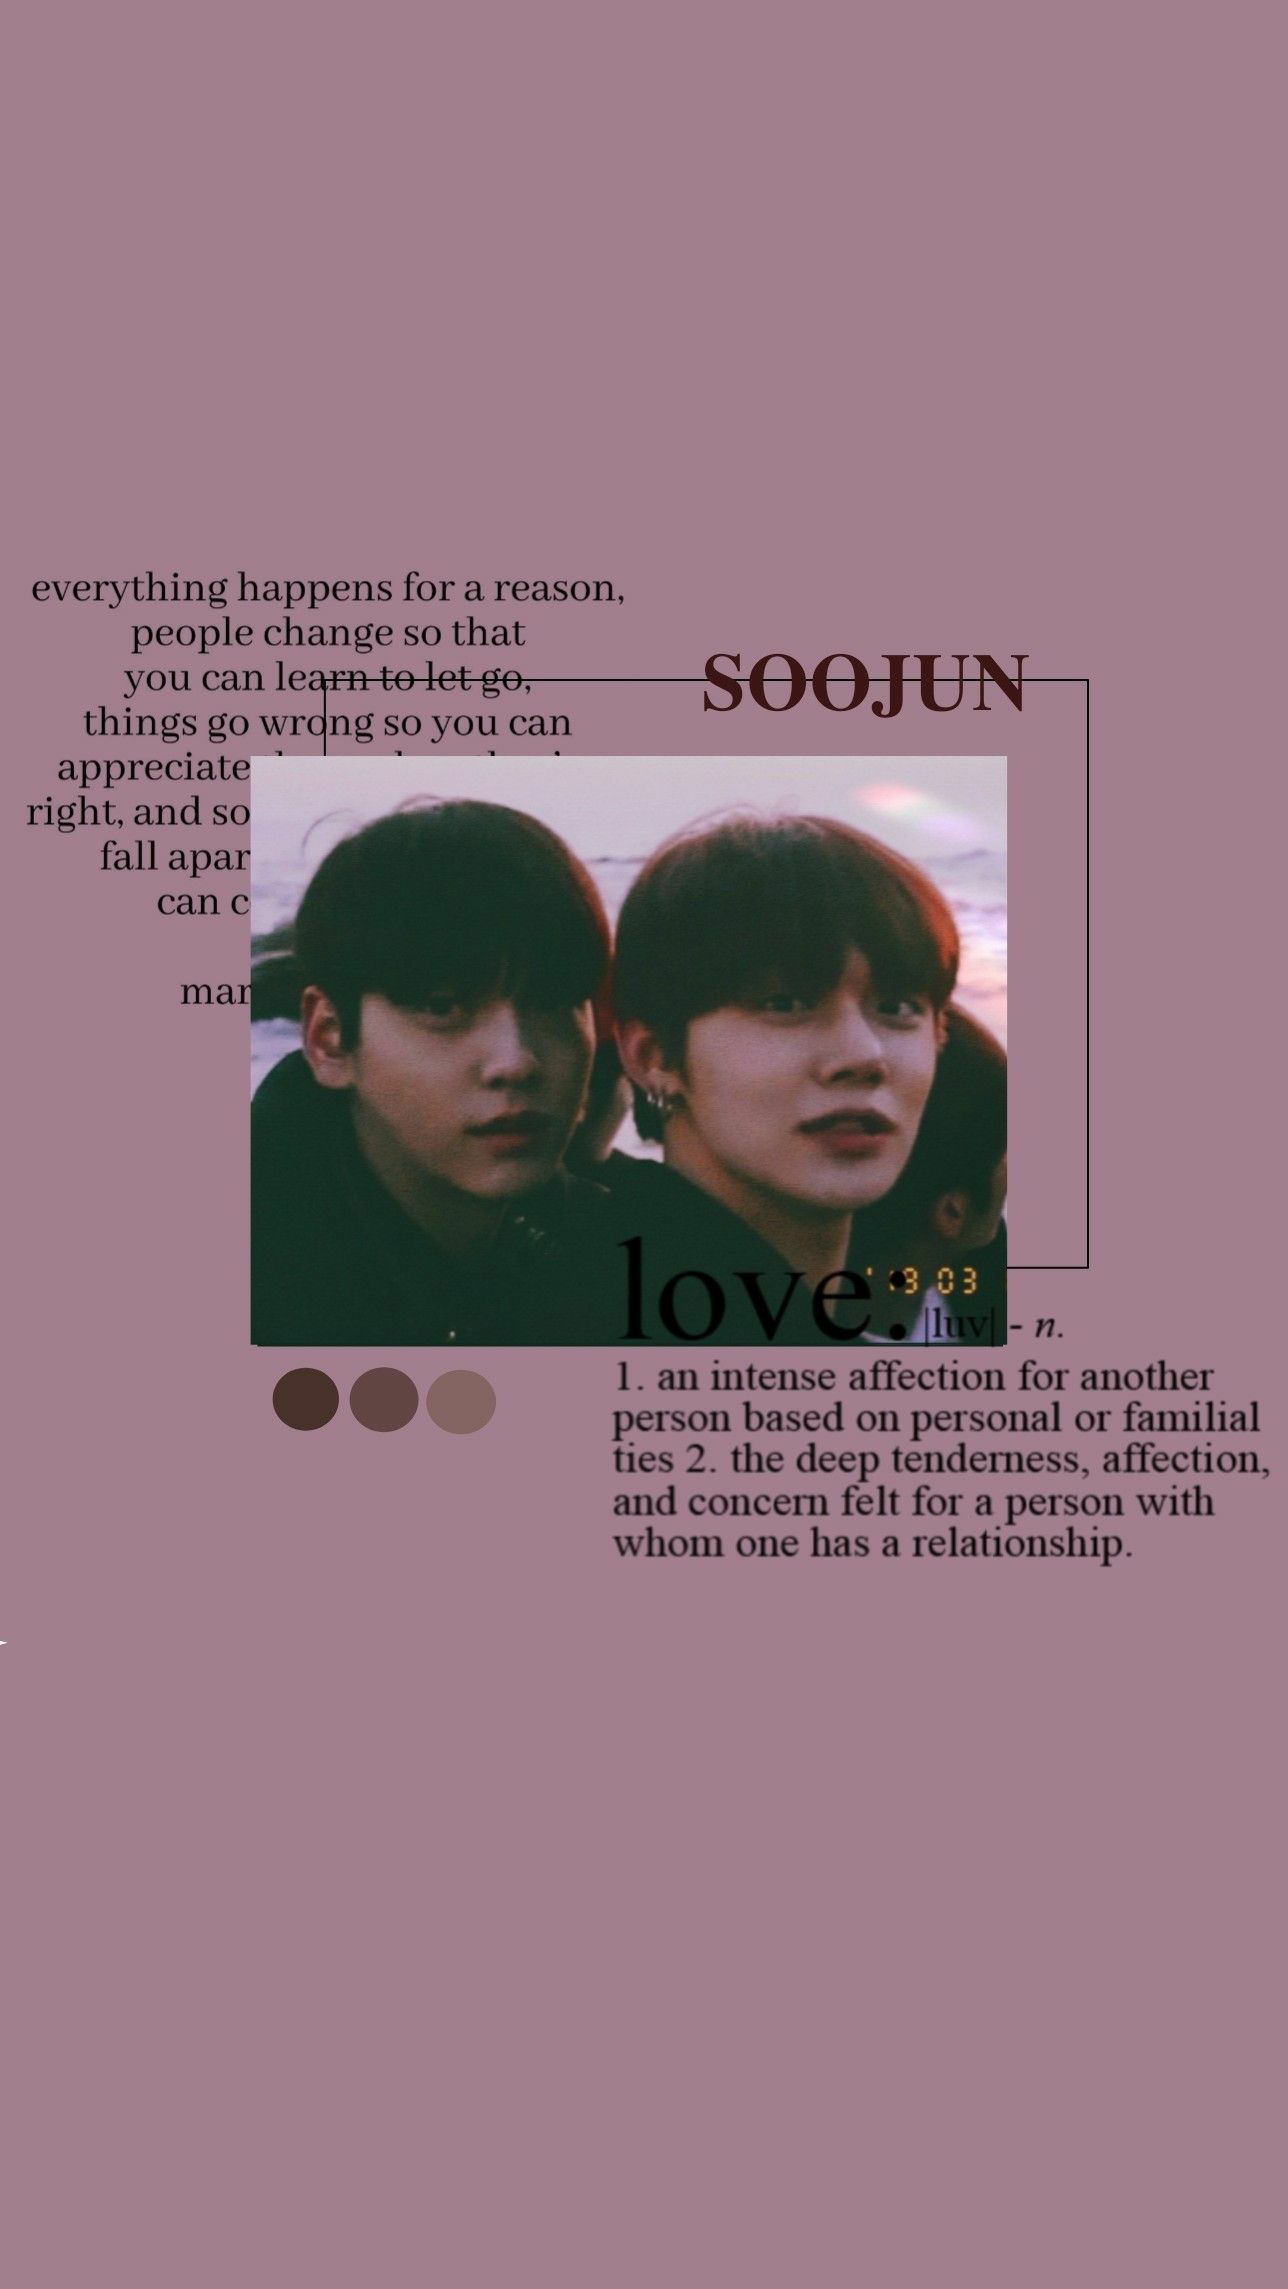 everything happens for a reason,
people change so that
you can learn to let go,
things go wrong so you can
appreciate
right, and so
fall apar
can c
mar
SOOJUN
love: |luv| - n.
03
1. an intense affection for another
person based on personal or familial
ties 2. the deep tenderness, affection,
and concern felt for a person with
whom one has a relationship.